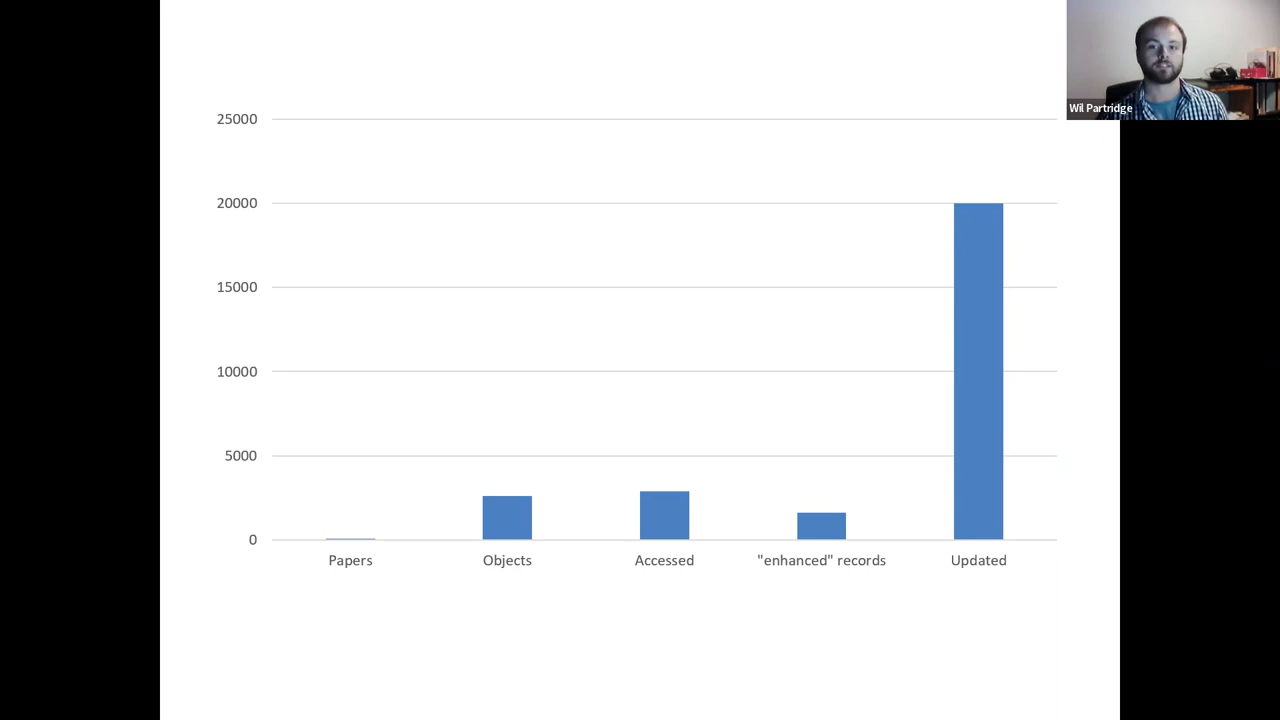 Wil Partridge
25000
20000
15000
10000
5000
0
Papers
Objects
Accessed
"enhanced" records
Updated